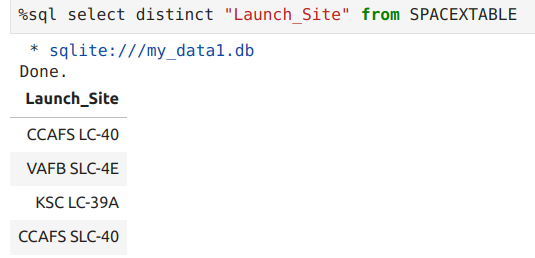 %sql select distinct "Launch_Site" from SPACEXTABLE
* sqlite:///my_data1.db
Done.
Launch_Site
CCAFS LC-40
VAFB SLC-4E
KSC LC-39A
CCAFS SLC-40